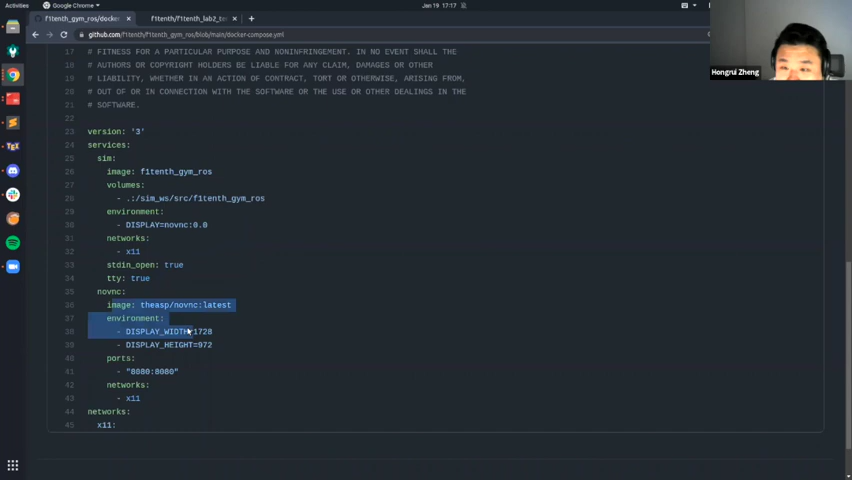 Activities
Google Chrome
Jan 19 17:17
f1tenth_gym_ros/docker-
f1tenth/f1tenth_lab2_te
github.com/f1tenth/f1tenth_gym_ros/blob/main/docker-compose.yml
Hongrui Zheng
17 # FITNESS FOR A PARTICULAR PURPOSE AND NONINFRINGEMENT. IN NO EVENT SHALL THE
18 # AUTHORS OR COPYRIGHT HOLDERS BE LIABLE FOR ANY CLAIM, DAMAGES OR OTHER
19 # LIABILITY, WHETHER IN AN ACTION OF CONTRACT, TORT OR OTHERWISE, ARISING FROM,
20 # OUT OF OR IN CONNECTION WITH THE SOFTWARE OR THE USE OR OTHER DEALINGS IN THE
21 # SOFTWARE.
22
23 version: '3'
24 services:
25 sim:
26 image: f1tenth_gym_ros
27 volumes:
28 - .:/sim_ws/src/f1tenth_gym_ros
29 environment:
30 - DISPLAY=novnc:0.0
31 networks:
32 - x11
33 stdin_open: true
34 tty: true
35 novnc:
36 image: theasp/novnc:latest
37 environment:
38 - DISPLAY_WIDTH=1728
39 - DISPLAY_HEIGHT=972
40 ports:
41 - "8080:8080"
42 networks:
43 - x11
44 networks:
45 x11: